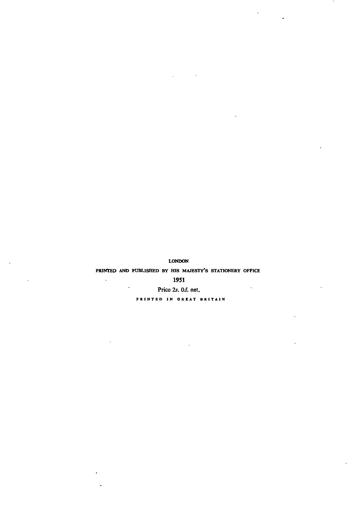 LONDON
PRINTED AND PUBLISHED BY HIS MAJESTY'S STATIONERY OFFICE
1951
Price 2s. 0d. net.
PRINTED IN GREAT BRITAIN